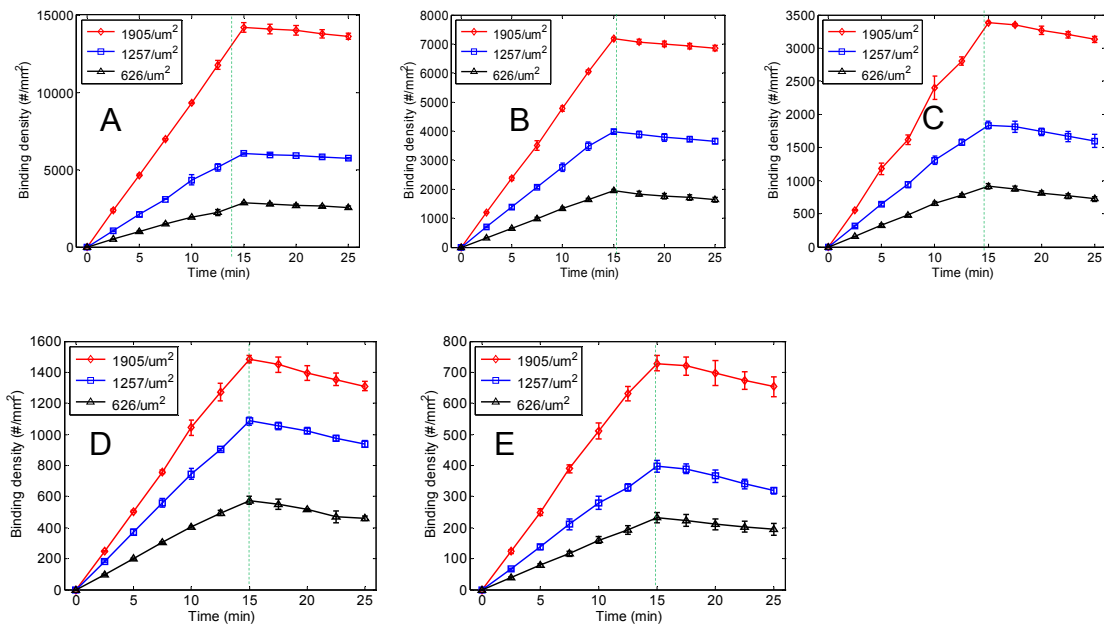 15000
10000
5000
0
Binding density (#/mm²)
1905/um²
1257/um²
626/um²
A
0 5 10 15 20 25
Time (min)
8000
7000
6000
5000
4000
3000
2000
1000
0
Binding density (#/mm²)
1905/um²
1257/um²
626/um²
B
0 5 10 15 20 25
Time (min)
3500
3000
2500
2000
1500
1000
500
0
Binding density (#/mm²)
1905/um²
1257/um²
626/um²
C
0 5 10 15 20 25
Time (min)
1600
1400
1200
1000
800
600
400
200
0
Binding density (#/mm²)
1905/um²
1257/um²
626/um²
D
0 5 10 15 20 25
Time (min)
800
700
600
500
400
300
200
100
0
Binding density (#/mm²)
1905/um²
1257/um²
626/um²
E
0 5 10 15 20 25
Time (min)